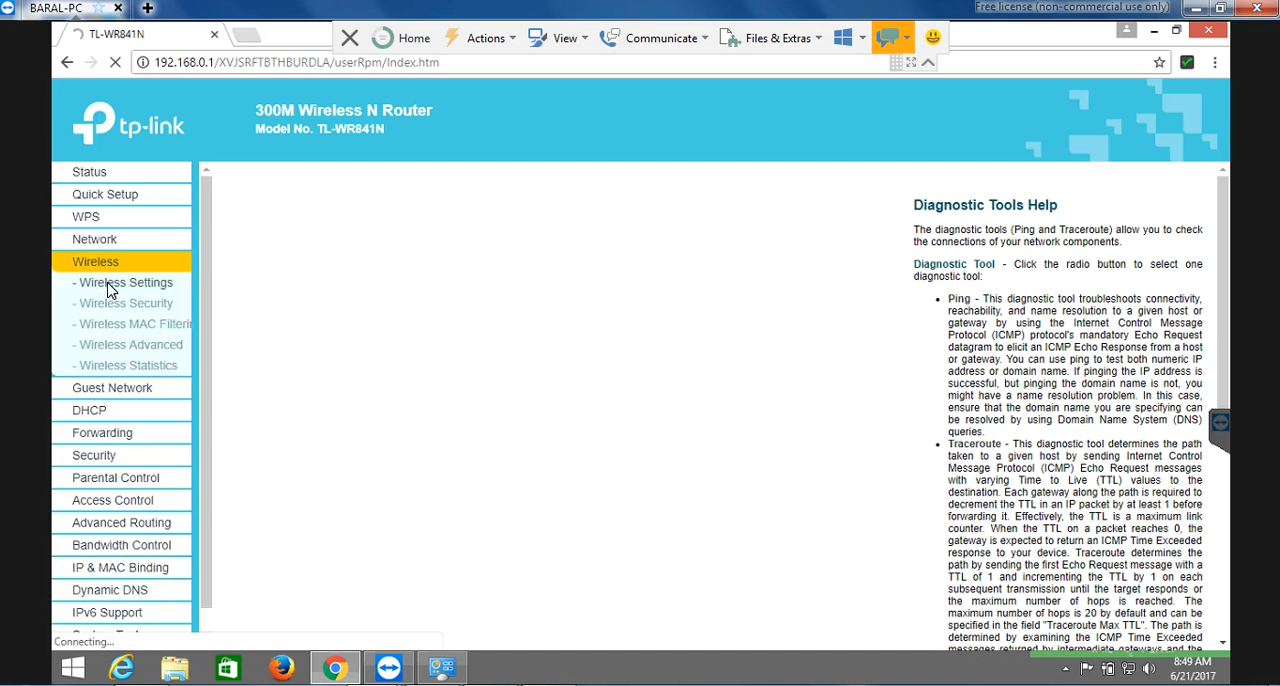 BARAL-PC
Free license (non-commercial use only)
TL-WR841N
Home
Actions
View
Communicate
Files & Extras
192.168.0.1/XVJSRFTBTHBURDLA/userRpm/Index.htm
tp-link
300M Wireless N Router
Model No. TL-WR841N
Status
Quick Setup
WPS
Network
Wireless
- Wireless Settings
- Wireless Security
- Wireless MAC Filterin
- Wireless Advanced
- Wireless Statistics
Guest Network
DHCP
Forwarding
Security
Parental Control
Access Control
Advanced Routing
Bandwidth Control
IP & MAC Binding
Dynamic DNS
IPv6 Support
Connecting...
Diagnostic Tools Help
The diagnostic tools (Ping and Traceroute) allow you to check
the connections of your network components.
Diagnostic Tool - Click the radio button to select one
diagnostic tool:
• Ping - This diagnostic tool troubleshoots connectivity,
reachability, and name resolution to a given host or
gateway by using the Internet Control Message
Protocol (ICMP) protocol's mandatory Echo Request
datagram to elicit an ICMP Echo Response from a host
or gateway. You can use ping to test both numeric IP
address or domain name. If pinging the IP address is
successful, but pinging the domain name is not, you
might have a name resolution problem. In this case,
ensure that the domain name you are specifying can
be resolved by using Domain Name System (DNS)
queries.
• Traceroute - This diagnostic tool determines the path
taken to a given host by sending Internet Control
Message Protocol (ICMP) Echo Request messages
with varying Time to Live (TTL) values to the
destination. Each gateway along the path is required to
decrement the TTL in an IP packet by at least 1 before
forwarding it. Effectively, the TTL is a maximum link
counter. When the TTL on a packet reaches 0, the
gateway is expected to return an ICMP Time Exceeded
response to your device. Traceroute determines the
path by sending the first Echo Request message with a
TTL of 1 and incrementing the TTL by 1 on each
subsequent transmission until the target responds or
the maximum number of hops is reached. The
maximum number of hops is 20 by default and can be
specified in the field "Traceroute Max TTL". The path is
determined by examining the ICMP Time Exceeded
messages returned by intermediate gateways and the
8:49 AM
6/21/2017